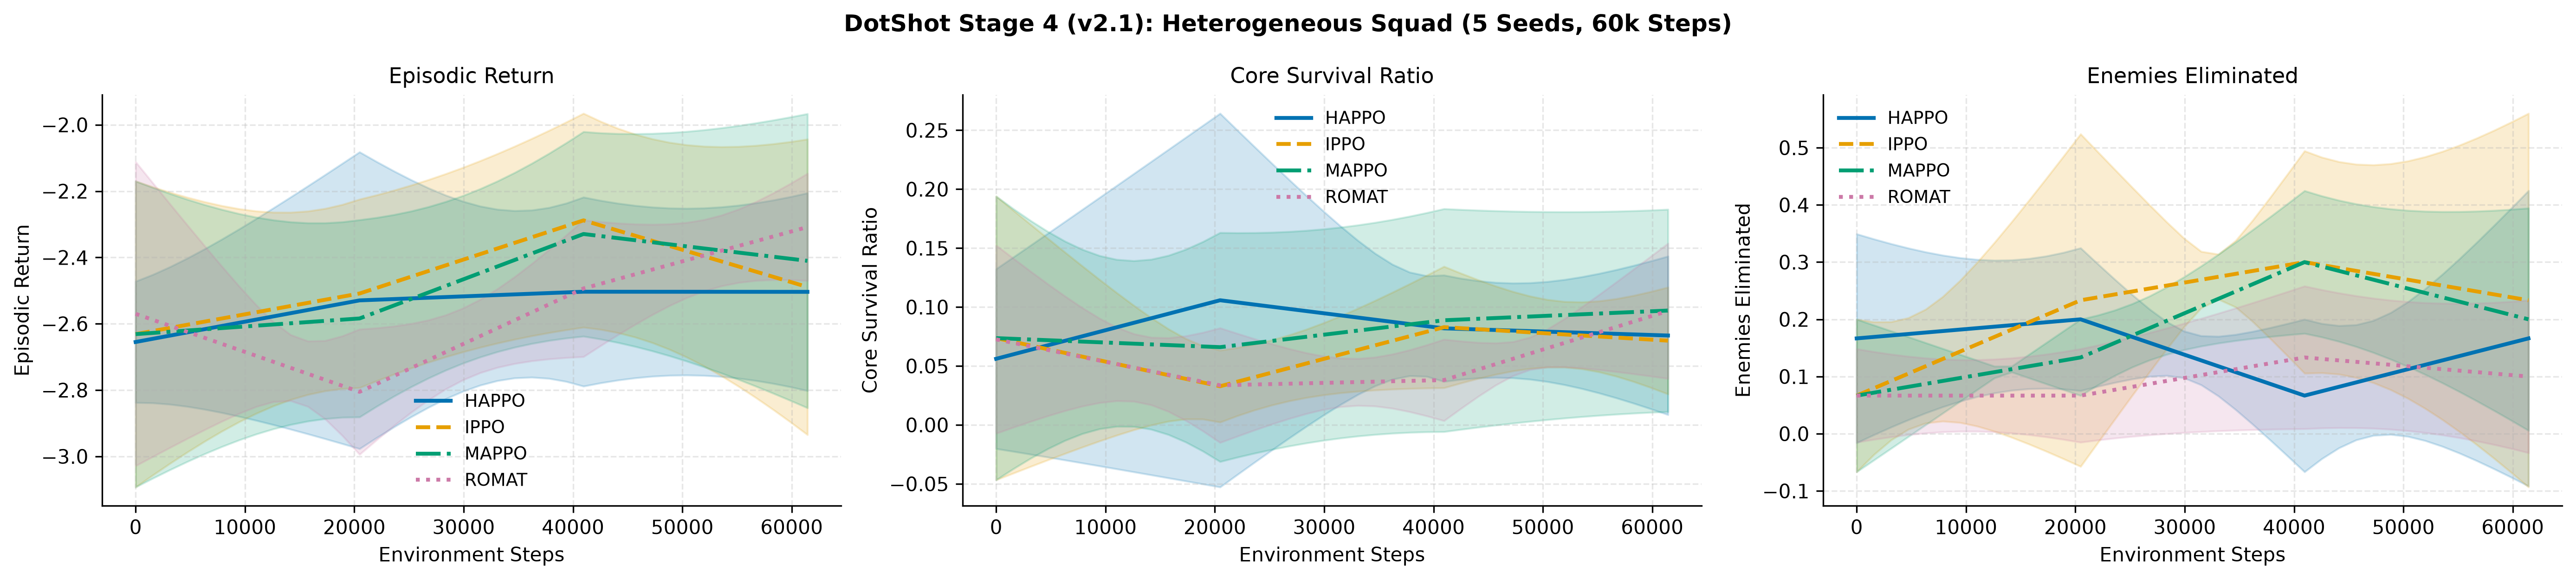 DotShot Stage 4 (v2.1): Heterogeneous Squad (5 Seeds, 60k Steps)
Episodic Return
Episodic Return
−2.0
−2.2
−2.4
−2.6
−2.8
−3.0
HAPPO
IPPO
MAPPO
ROMAT
0 10000 20000 30000 40000 50000 60000
Environment Steps
Core Survival Ratio
Core Survival Ratio
0.25
0.20
0.15
0.10
0.05
0.00
−0.05
HAPPO
IPPO
MAPPO
ROMAT
0 10000 20000 30000 40000 50000 60000
Environment Steps
Enemies Eliminated
Enemies Eliminated
0.5
0.4
0.3
0.2
0.1
0.0
−0.1
HAPPO
IPPO
MAPPO
ROMAT
0 10000 20000 30000 40000 50000 60000
Environment Steps